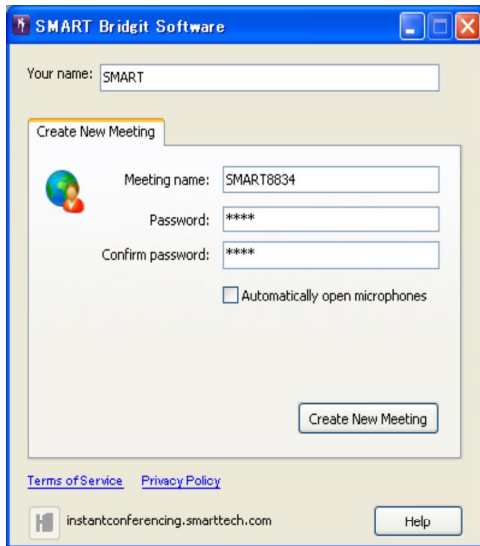 SMART Bridgit Software
Your name: SMART
Create New Meeting
Meeting name: SMART8834
Password: ****
Confirm password: ****
Automatically open microphones
Create New Meeting
Terms of Service Privacy Policy
instantconferencing.smarttech.com Help